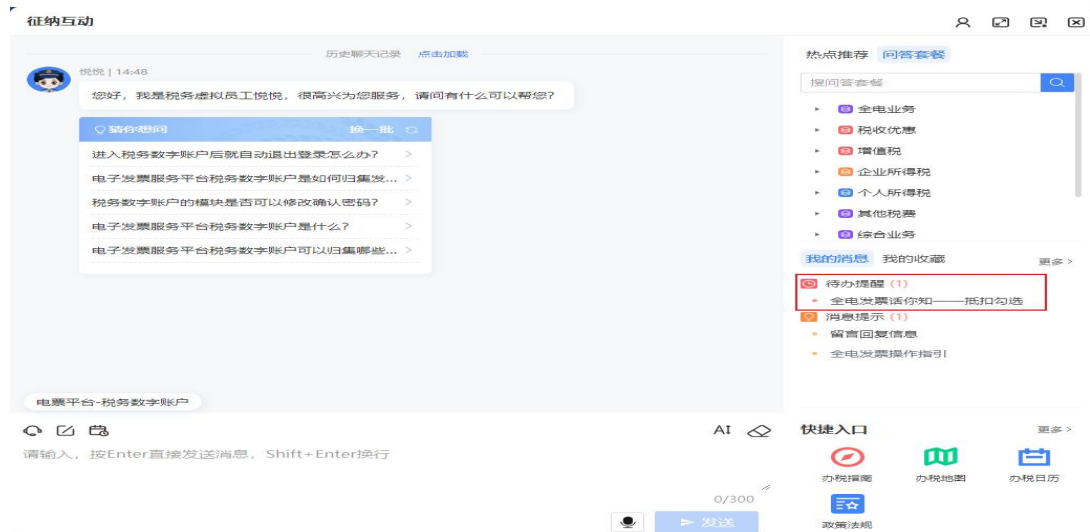 征纳互动
历史聊天记录 点击加载
悦悦 | 14:48
您好，我是税务虚拟员工悦悦，很高兴为您服务，请问有什么可以帮您？
猜你想问 换一批
进入税务数字账户后就自动退出登录怎么办？
电子发票服务平台税务数字账户是如何归集发...
税务数字账户的模块是否可以修改确认密码？
电子发票服务平台税务数字账户是什么？
电子发票服务平台税务数字账户可以归集哪些...
电票平台-税务数字账户
AI
请输入，按Enter直接发送消息，Shift+Enter换行
0/300
发送
热点推荐 问答套餐
搜问答套餐
全电业务
税收优惠
增值税
企业所得税
个人所得税
其他税费
综合业务
我的消息 我的收藏 更多 >
待办提醒 (1)
全电发票话你知——抵扣勾选
消息提示 (1)
留言回复信息
全电发票操作指引
快捷入口 更多 >
办税指南 办税地图 办税日历
政策法规